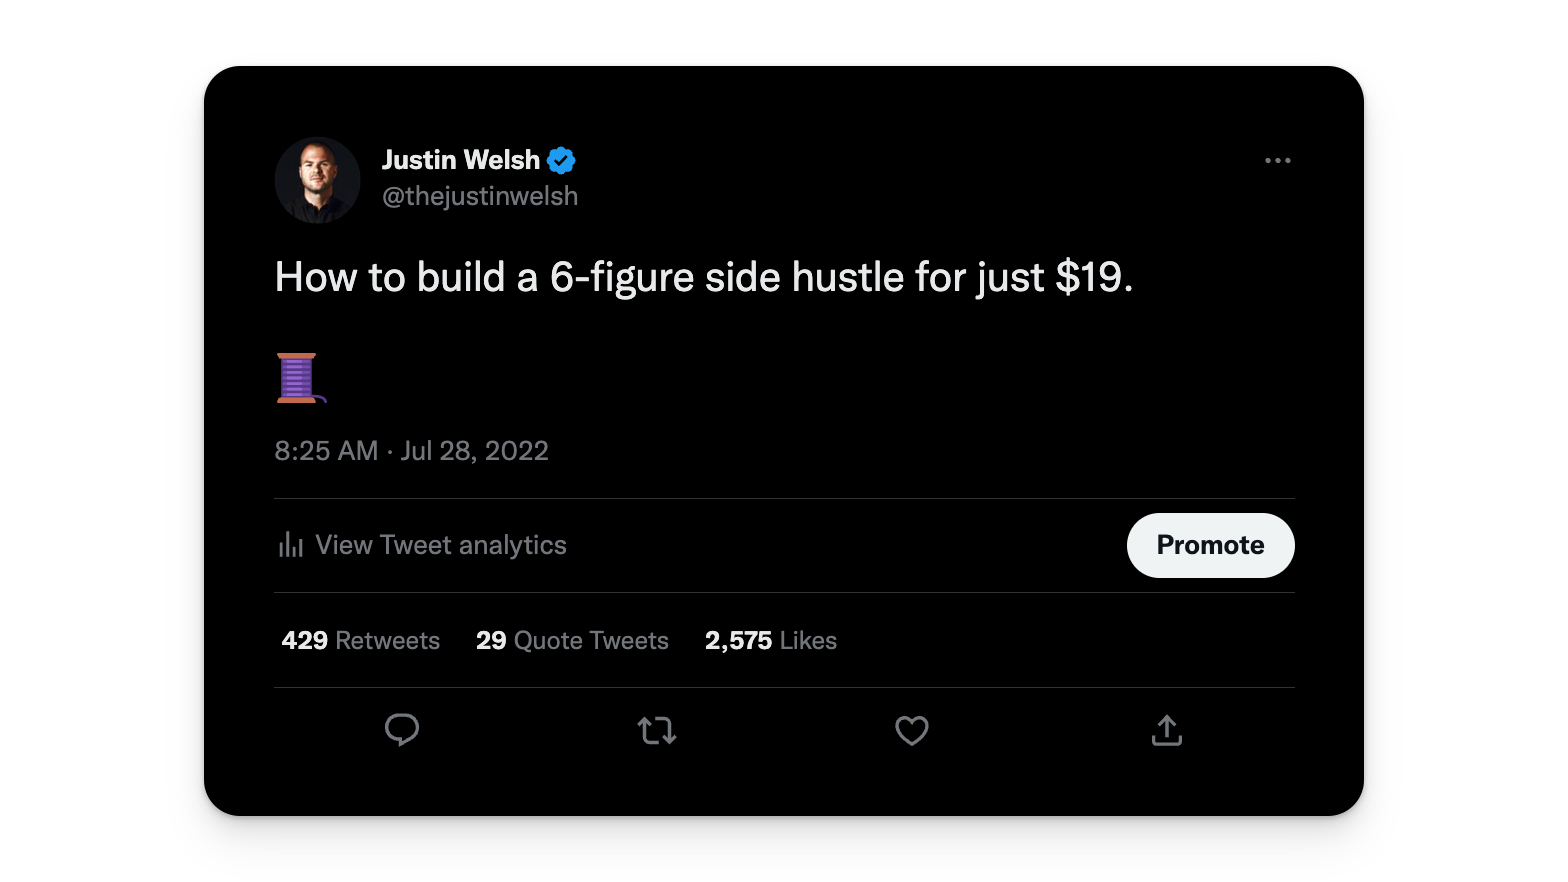 Justin Welsh
@thejustinwelsh
How to build a 6-figure side hustle for just $19.
8:25 AM · Jul 28, 2022
View Tweet analytics
Promote
429 Retweets 29 Quote Tweets 2,575 Likes